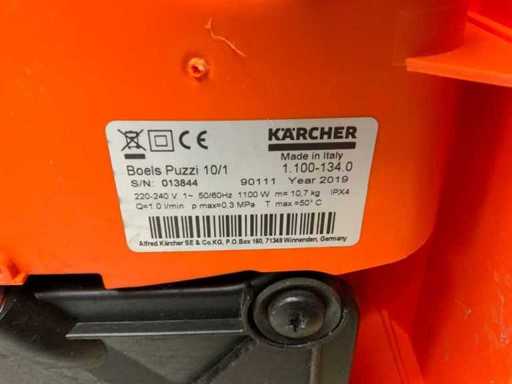 CE KÄRCHER
Made in Italy
Boels Puzzi 10/1 1.100-134.0
S/N: 013844 90111 Year 2019
220-240 V 1~ 50/60Hz 1100 W m= 10,7 kg IPX4
Q=1.0 l/min p max=0,3 MPa T max =50° C
Alfred Kärcher SE & Co.KG, P.O.Box 160, 71349 Winnenden, Germany